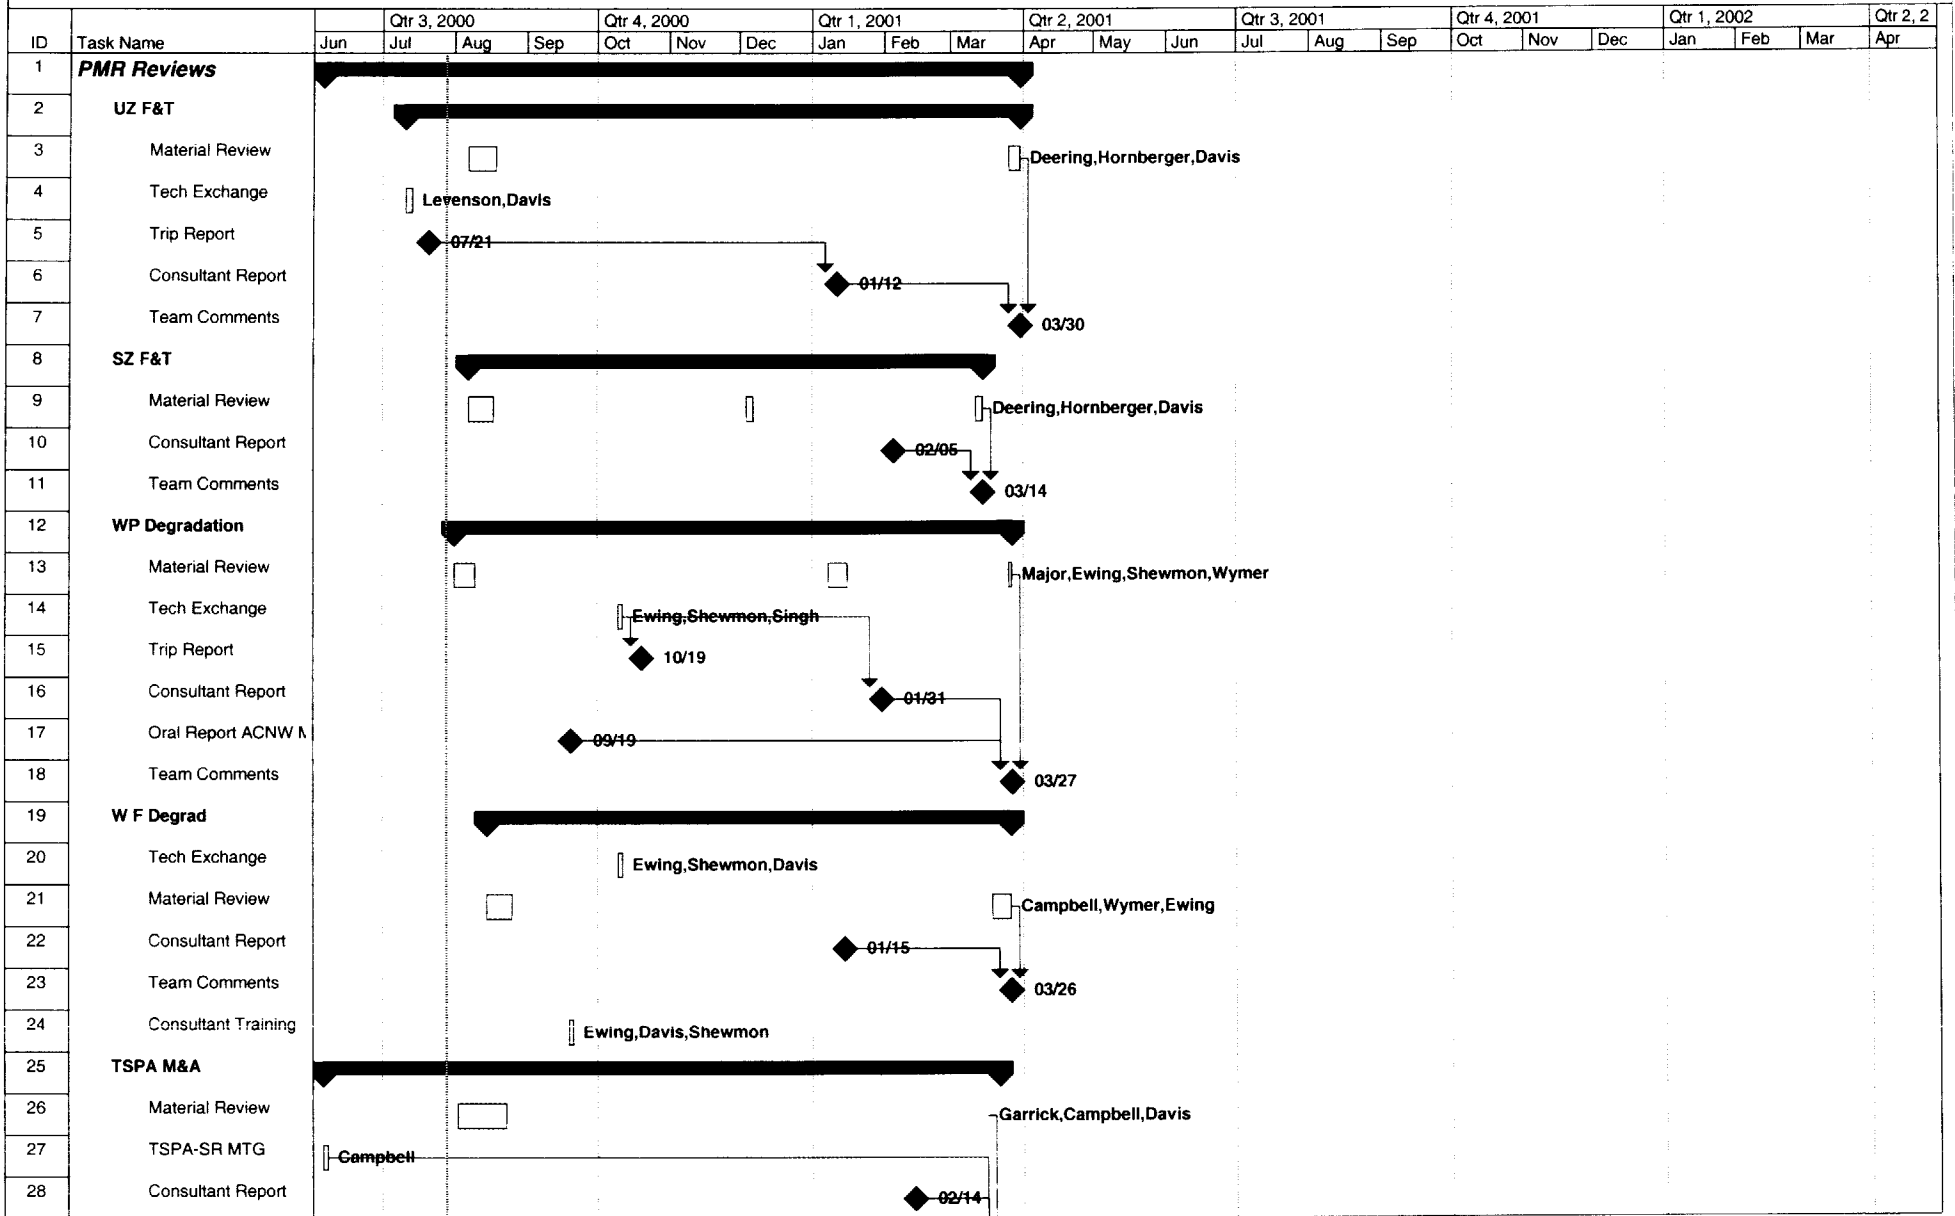 Qtr 3, 2000 Qtr 4, 2000 Qtr 1, 2001 Qtr 2, 2001 Qtr 3, 2001 Qtr 4, 2001 Qtr 1, 2002 Qtr 2, 2
ID Task Name Jun Jul Aug Sep Oct Nov Dec Jan Feb Mar Apr May Jun Jul Aug Sep Oct Nov Dec Jan Feb Mar Apr
1 PMR Reviews
2 UZ F&T
3 Material Review Deering,Hornberger,Davis
4 Tech Exchange Levenson,Davis
5 Trip Report 07/21
6 Consultant Report 01/12
7 Team Comments 03/30
8 SZ F&T
9 Material Review Deering,Hornberger,Davis
10 Consultant Report 02/05
11 Team Comments 03/14
12 WP Degradation
13 Material Review Major,Ewing,Shewmon,Wymer
14 Tech Exchange Ewing,Shewmon,Singh
15 Trip Report 10/19
16 Consultant Report 01/31
17 Oral Report ACNW M 09/19
18 Team Comments 03/27
19 W F Degrad
20 Tech Exchange Ewing,Shewmon,Davis
21 Material Review Campbell,Wymer,Ewing
22 Consultant Report 01/15
23 Team Comments 03/26
24 Consultant Training Ewing,Davis,Shewmon
25 TSPA M&A
26 Material Review Garrick,Campbell,Davis
27 TSPA-SR MTG Campbell
28 Consultant Report 02/14